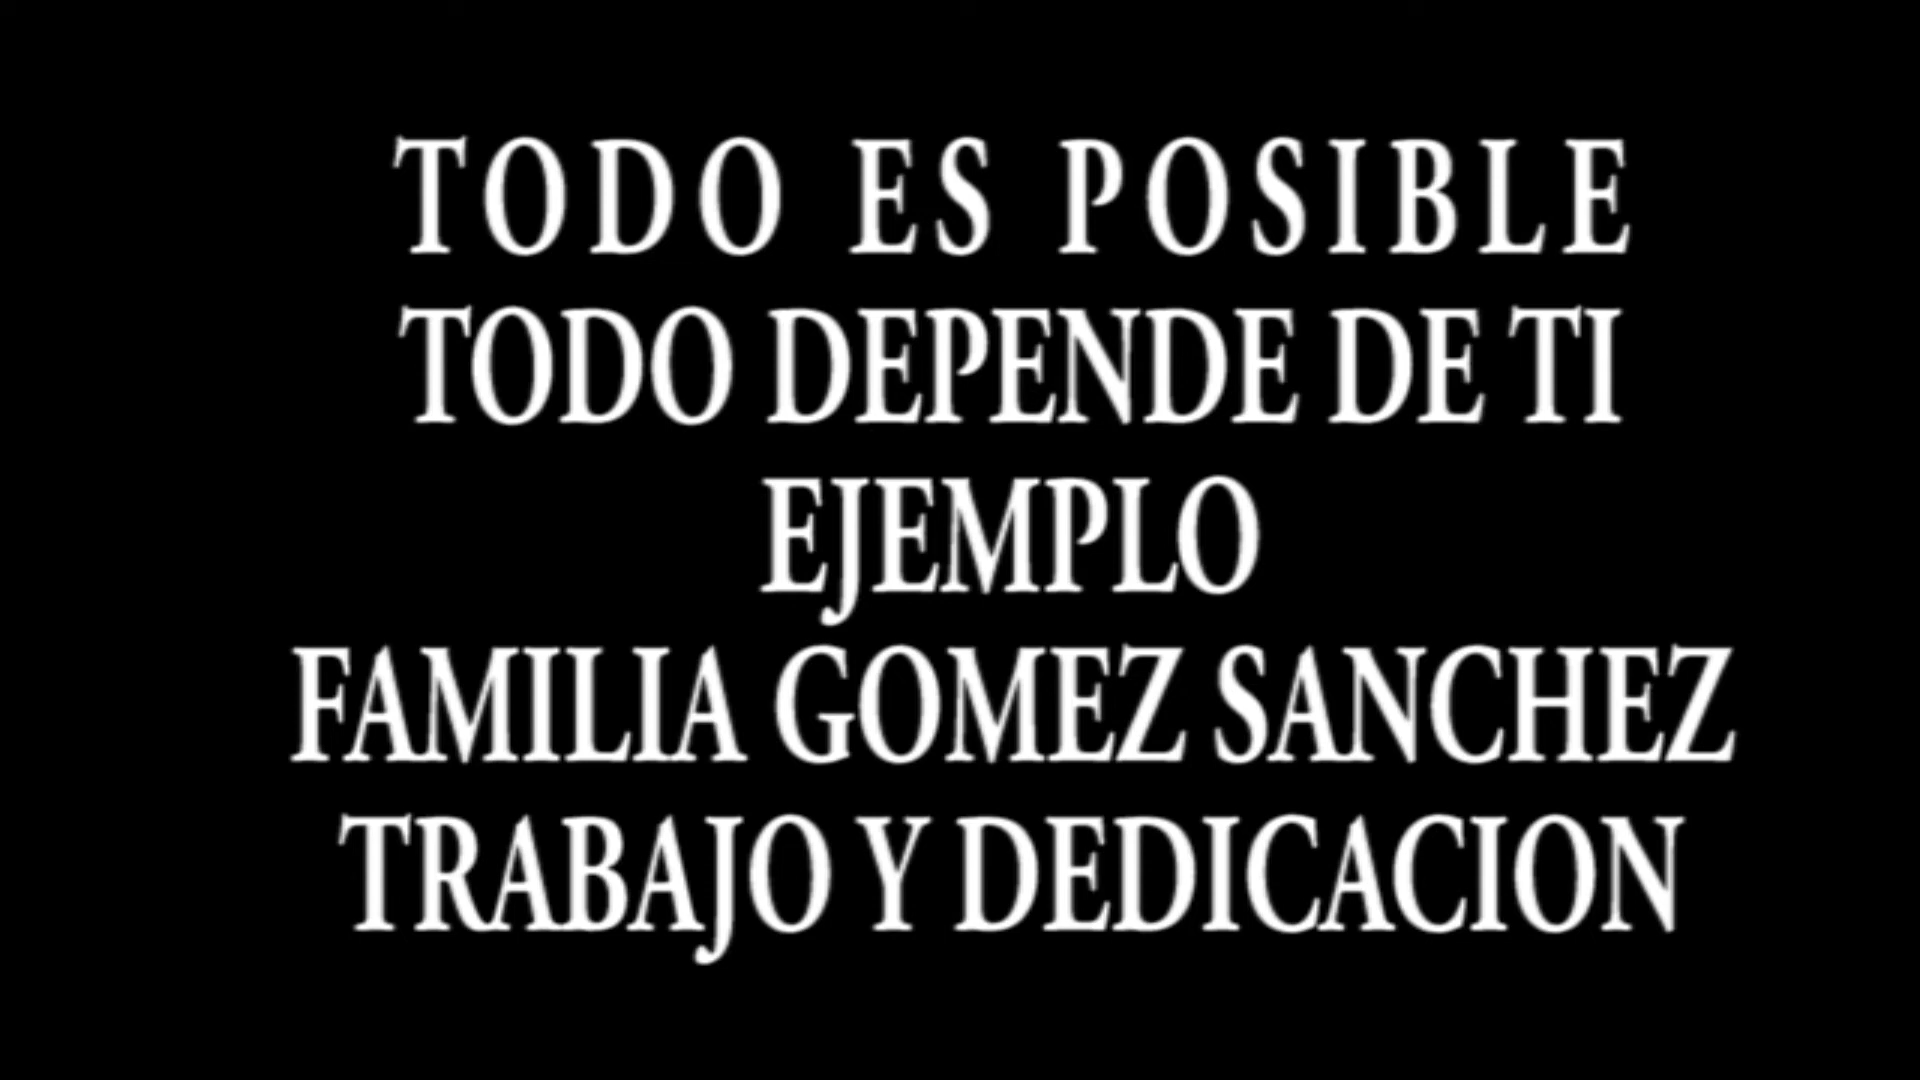 TODO ES POSIBLE
TODO DEPENDE DE TI
EJEMPLO
FAMILIA GOMEZ SANCHEZ
TRABAJO Y DEDICACION